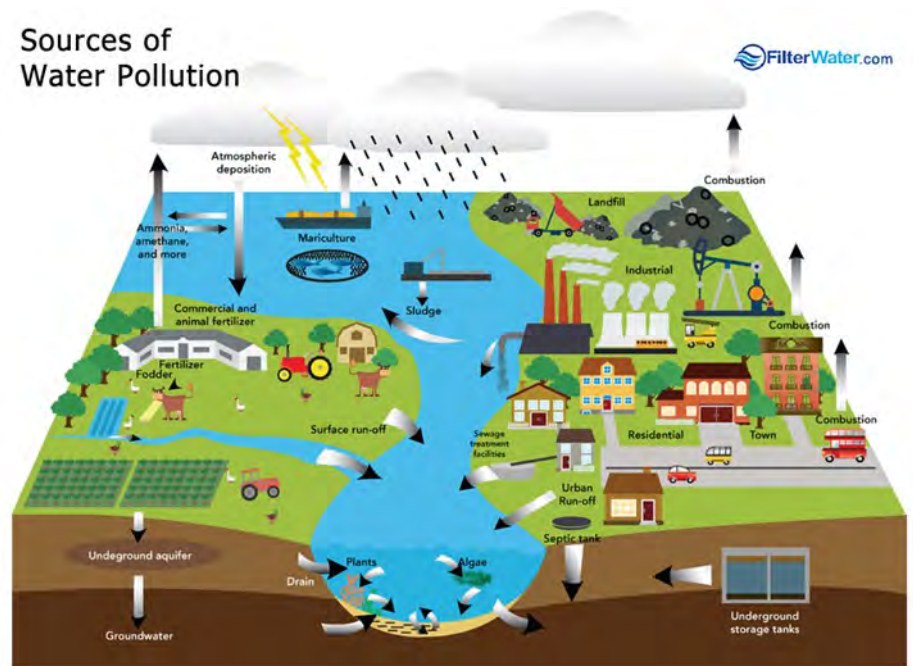 Sources of
Water Pollution
FilterWater.com
Atmospheric
deposition
Combustion
Landfill
Ammonia,
amethane,
and more
Mariculture
Industrial
Sludge
Commercial and
animal fertilizer
Combustion
Fertilizer
Fodder
Surface run-off
Sewage
treatment
facilities
Residential
Town
Combustion
Urban
Run-off
Septic tank
Undeground aquifer
Plants
Algae
Drain
Underground
storage tanks
Groundwater